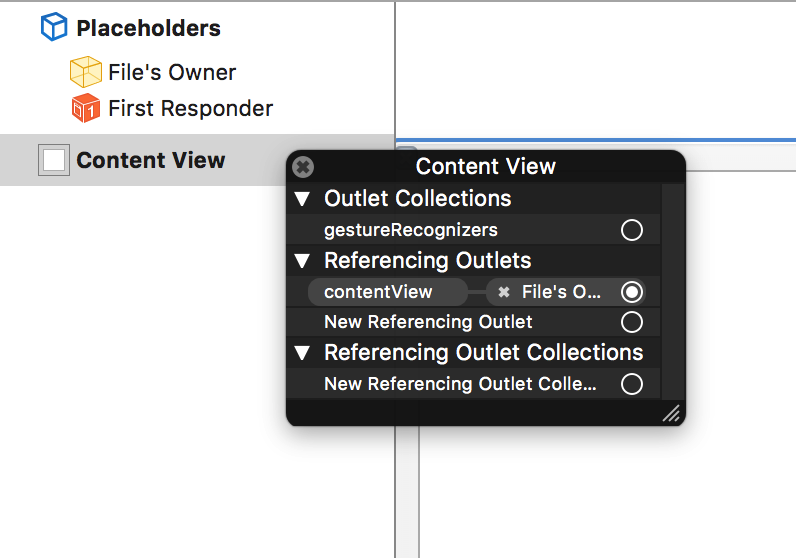 Placeholders
File's Owner
First Responder
Content View
Content View
Outlet Collections
gestureRecognizers
Referencing Outlets
contentView File's O...
New Referencing Outlet
Referencing Outlet Collections
New Referencing Outlet Colle...